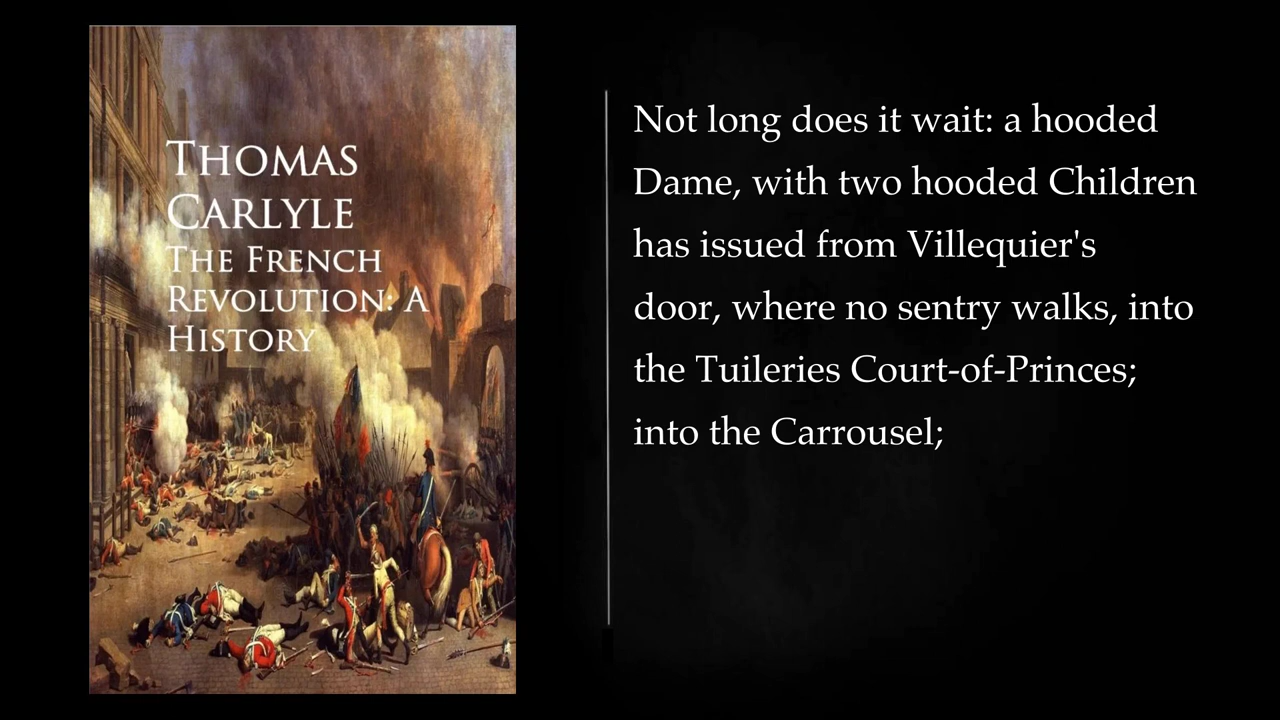 THOMAS
CARLYLE
THE FRENCH
REVOLUTION: A
HISTORY
Not long does it wait: a hooded
Dame, with two hooded Children
has issued from Villequier's
door, where no sentry walks, into
the Tuileries Court-of-Princes;
into the Carrousel;